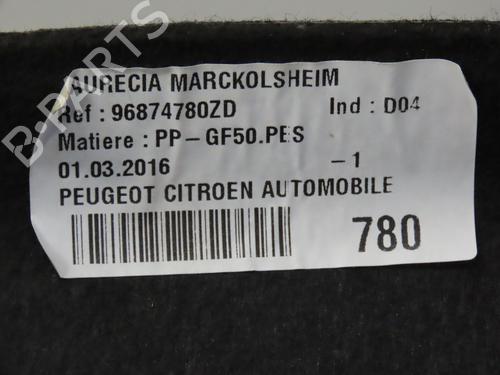 B-PARTS
AURECIA MARCKOLSHEIM
Ref : 96874780ZD Ind : D04
Matiere : PP-GF50.PES
01.03.2016 -1
PEUGEOT CITROEN AUTOMOBILE
780